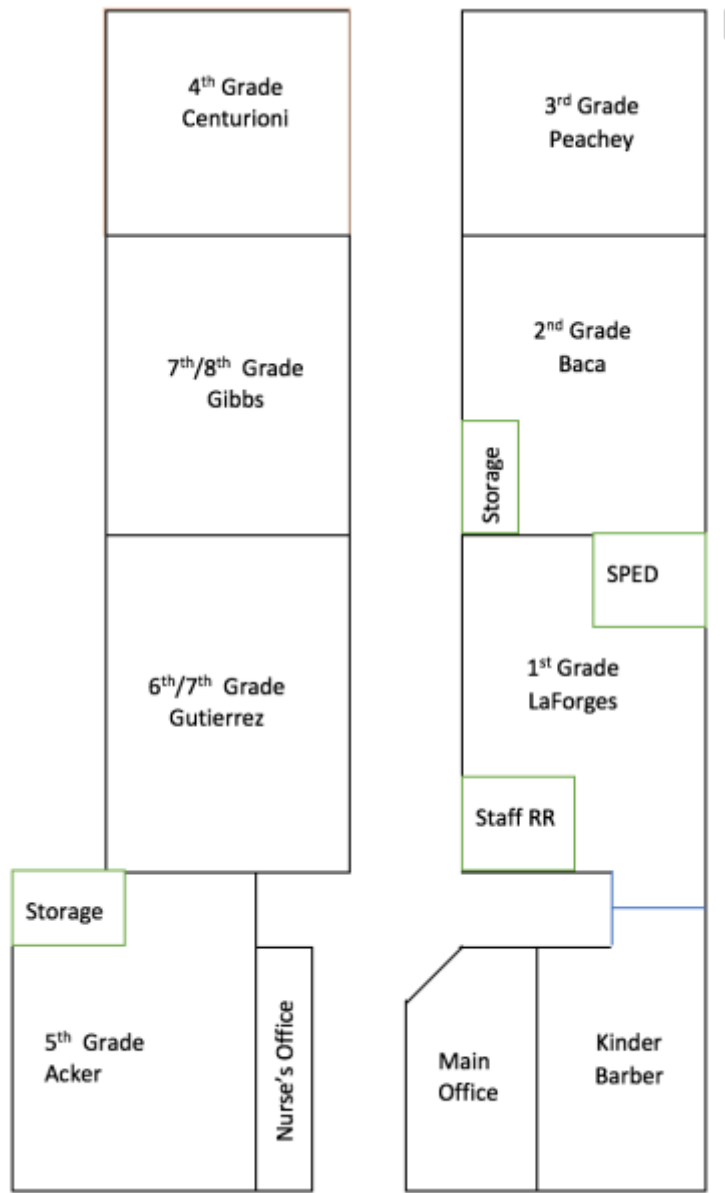 4th Grade
Centurioni
3rd Grade
Peachey
7th/8th Grade
Gibbs
2nd Grade
Baca
Storage
SPED
6th/7th Grade
Gutierrez
1st Grade
LaForges
Staff RR
Storage
5th Grade
Acker
Nurse's Office
Main
Office
Kinder
Barber